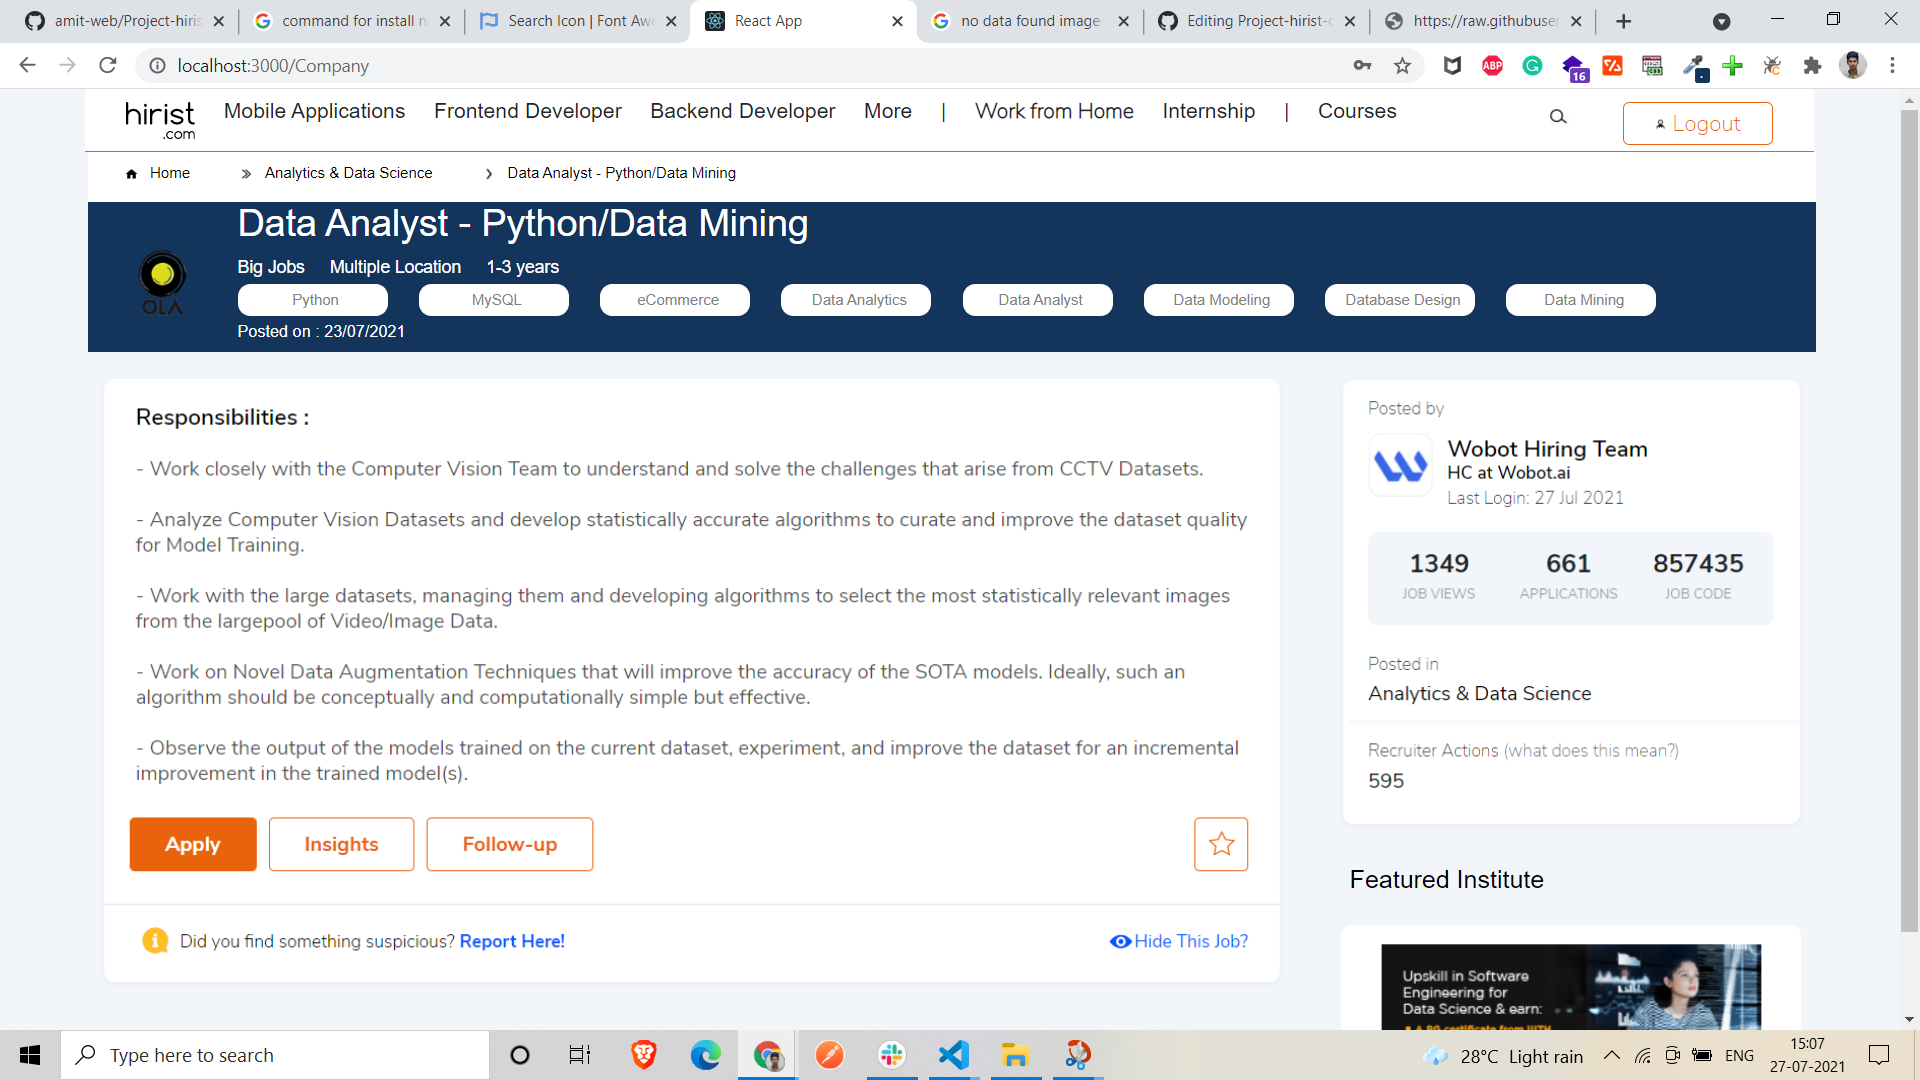 amit-web/Project-hiris
command for install n
Search Icon | Font Awe
React App
no data found image
Editing Project-hirist-c
https://raw.githubuser
localhost:3000/Company
ABP
16
hirist
.com
Mobile Applications
Frontend Developer
Backend Developer
More
|
Work from Home
Internship
|
Courses
Logout
Home
Analytics & Data Science
Data Analyst - Python/Data Mining
Data Analyst - Python/Data Mining
Big Jobs
Multiple Location
1-3 years
OLA
Python
MySQL
eCommerce
Data Analytics
Data Analyst
Data Modeling
Database Design
Data Mining
Posted on : 23/07/2021
Responsibilities :
- Work closely with the Computer Vision Team to understand and solve the challenges that arise from CCTV Datasets.
- Analyze Computer Vision Datasets and develop statistically accurate algorithms to curate and improve the dataset quality
for Model Training.
- Work with the large datasets, managing them and developing algorithms to select the most statistically relevant images
from the largepool of Video/Image Data.
- Work on Novel Data Augmentation Techniques that will improve the accuracy of the SOTA models. Ideally, such an
algorithm should be conceptually and computationally simple but effective.
- Observe the output of the models trained on the current dataset, experiment, and improve the dataset for an incremental
improvement in the trained model(s).
Apply
Insights
Follow-up
Did you find something suspicious? Report Here!
Hide This Job?
Posted by
Wobot Hiring Team
HC at Wobot.ai
Last Login: 27 Jul 2021
1349
661
857435
JOB VIEWS
APPLICATIONS
JOB CODE
Posted in
Analytics & Data Science
Recruiter Actions (what does this mean?)
595
Featured Institute
Upskill in Software
Engineering for
Data Science & earn:
Type here to search
28°C Light rain
ENG
15:07
27-07-2021